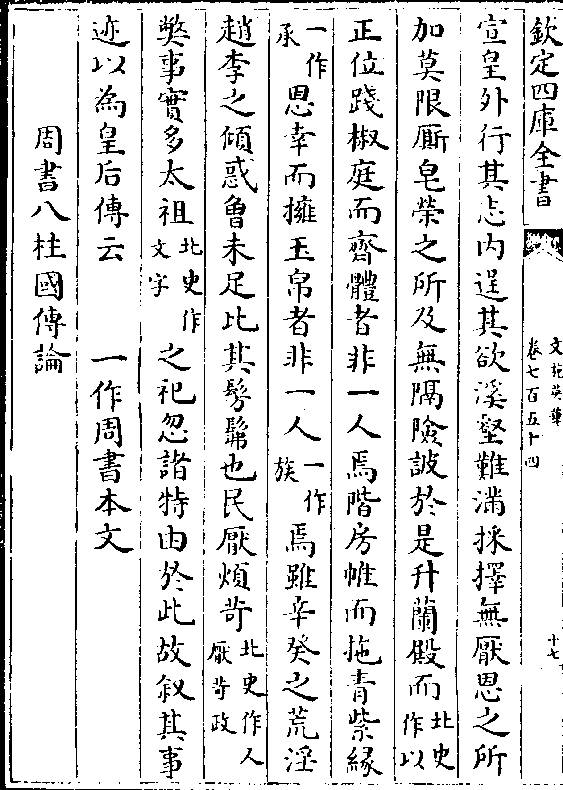 欽定四庫全書
文苑英華
卷七百五十四
十七
宣皇外行其志内逞其欲溪壑難滿採擇無厭恩之所
加莫限厮皂榮之所及無隔險詖於是升蘭殿而北史作以
正位踐椒庭而齊體者非一人焉階房帷而拖青紫緣
一作承恩幸而擁玉帛者非一人一作族焉雖辛癸之荒淫
趙李之傾惑魯未足比其髣髴也民厭煩苛北史作人厭苛政
弊事實多太祖北史作文字之祀忽諸特由於此故叙其事
迹以為皇后傳云 一作周書本文
周書八柱國傳論